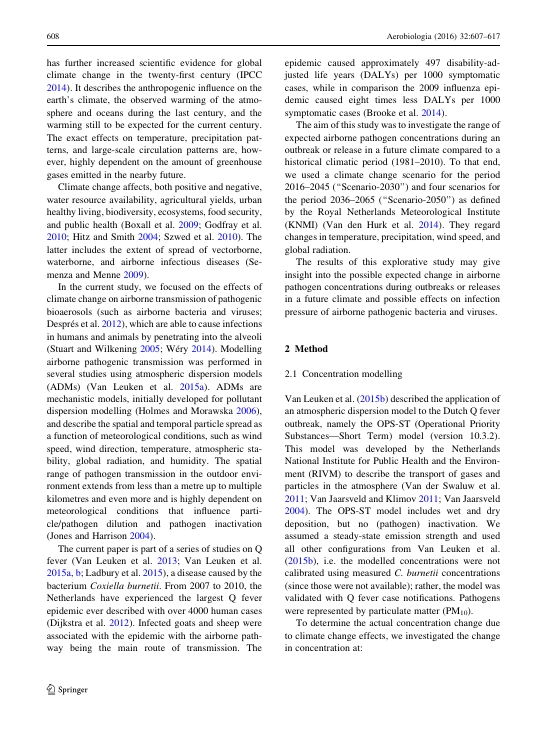 608
Aerobiologia (2016) 32:607–617
has further increased scientific evidence for global
climate change in the twenty-first century (IPCC
2014). It describes the anthropogenic influence on the
earth's climate, the observed warming of the atmo-
sphere and oceans during the last century, and the
warming still to be expected for the current century.
The exact effects on temperature, precipitation pat-
terns, and large-scale circulation patterns are, how-
ever, highly dependent on the amount of greenhouse
gases emitted in the nearby future.
Climate change affects, both positive and negative,
water resource availability, agricultural yields, urban
healthy living, biodiversity, ecosystems, food security,
and public health (Boxall et al. 2009; Godfray et al.
2010; Hitz and Smith 2004; Szwed et al. 2010). The
latter includes the extent of spread of vectorborne,
waterborne, and airborne infectious diseases (Se-
menza and Menne 2009).
In the current study, we focused on the effects of
climate change on airborne transmission of pathogenic
bioaerosols (such as airborne bacteria and viruses;
Després et al. 2012), which are able to cause infections
in humans and animals by penetrating into the alveoli
(Stuart and Wilkening 2005; Wéry 2014). Modelling
airborne pathogenic transmission was performed in
several studies using atmospheric dispersion models
(ADMs) (Van Leuken et al. 2015a). ADMs are
mechanistic models, initially developed for pollutant
dispersion modelling (Holmes and Morawska 2006),
and describe the spatial and temporal particle spread as
a function of meteorological conditions, such as wind
speed, wind direction, temperature, atmospheric sta-
bility, global radiation, and humidity. The spatial
range of pathogen transmission in the outdoor envi-
ronment extends from less than a metre up to multiple
kilometres and even more and is highly dependent on
meteorological conditions that influence parti-
cle/pathogen dilution and pathogen inactivation
(Jones and Harrison 2004).
The current paper is part of a series of studies on Q
fever (Van Leuken et al. 2013; Van Leuken et al.
2015a, b; Ladbury et al. 2015), a disease caused by the
bacterium Coxiella burnetii. From 2007 to 2010, the
Netherlands have experienced the largest Q fever
epidemic ever described with over 4000 human cases
(Dijkstra et al. 2012). Infected goats and sheep were
associated with the epidemic with the airborne path-
way being the main route of transmission. The
epidemic caused approximately 497 disability-ad-
justed life years (DALYs) per 1000 symptomatic
cases, while in comparison the 2009 influenza epi-
demic caused eight times less DALYs per 1000
symptomatic cases (Brooke et al. 2014).
The aim of this study was to investigate the range of
expected airborne pathogen concentrations during an
outbreak or release in a future climate compared to a
historical climatic period (1981–2010). To that end,
we used a climate change scenario for the period
2016–2045 (“Scenario-2030”) and four scenarios for
the period 2036–2065 (“Scenario-2050”) as defined
by the Royal Netherlands Meteorological Institute
(KNMI) (Van den Hurk et al. 2014). They regard
changes in temperature, precipitation, wind speed, and
global radiation.
The results of this explorative study may give
insight into the possible expected change in airborne
pathogen concentrations during outbreaks or releases
in a future climate and possible effects on infection
pressure of airborne pathogenic bacteria and viruses.
2 Method
2.1 Concentration modelling
Van Leuken et al. (2015b) described the application of
an atmospheric dispersion model to the Dutch Q fever
outbreak, namely the OPS-ST (Operational Priority
Substances—Short Term) model (version 10.3.2).
This model was developed by the Netherlands
National Institute for Public Health and the Environ-
ment (RIVM) to describe the transport of gases and
particles in the atmosphere (Van der Swaluw et al.
2011; Van Jaarsveld and Klimov 2011; Van Jaarsveld
2004). The OPS-ST model includes wet and dry
deposition, but no (pathogen) inactivation. We
assumed a steady-state emission strength and used
all other configurations from Van Leuken et al.
(2015b), i.e. the modelled concentrations were not
calibrated using measured C. burnetii concentrations
(since those were not available); rather, the model was
validated with Q fever case notifications. Pathogens
were represented by particulate matter (PM10).
To determine the actual concentration change due
to climate change effects, we investigated the change
in concentration at:
Springer